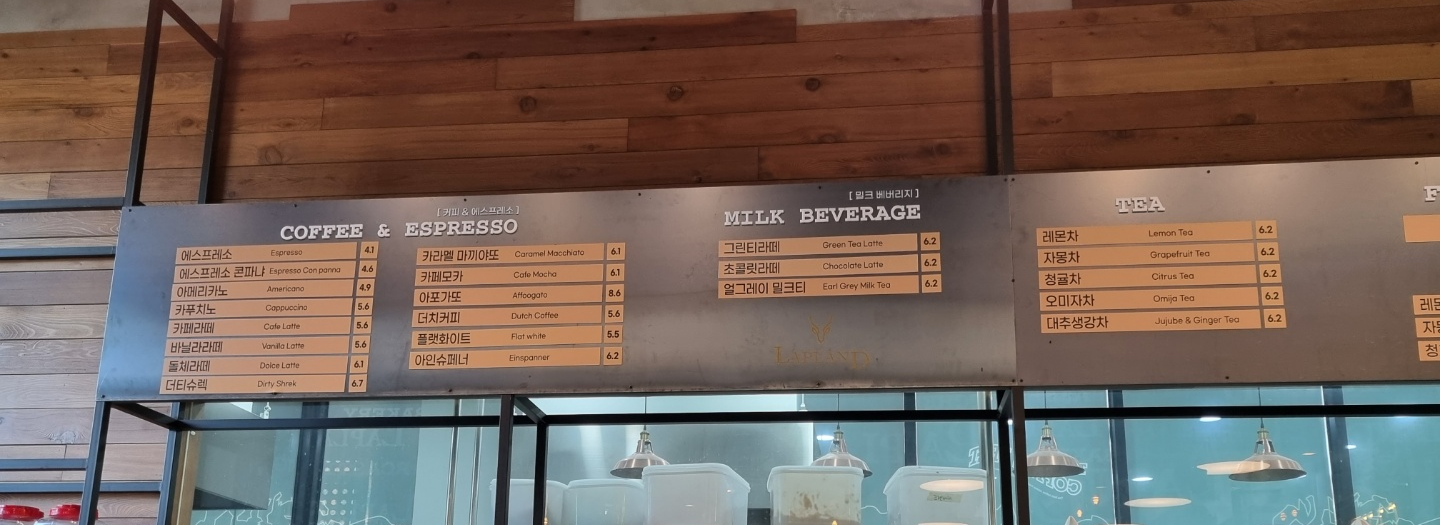 [ 커피 & 에스프레소 ]
COFFEE & ESPRESSO
에스프레소 Espresso 4.1
에스프레소 콘파냐 Espresso Con panna 4.6
아메리카노 Americano 4.9
카푸치노 Cappuccino 5.6
카페라떼 Cafe Latte 5.6
바닐라라떼 Vanilla Latte 5.6
돌체라떼 Dolce Latte 6.1
더티슈렉 Dirty Shrek 6.7
카라멜 마끼야또 Caramel Macchiato 6.1
카페모카 Cafe Mocha 6.1
아포가또 Affogato 8.6
더치커피 Dutch Coffee 5.6
플랫화이트 Flat white 5.5
아인슈페너 Einspanner 6.2
[ 밀크 베버리지 ]
MILK BEVERAGE
그린티라떼 Green Tea Latte 6.2
초콜릿라떼 Chocolate Latte 6.2
얼그레이 밀크티 Earl Grey Milk Tea 6.2
TEA
레몬차 Lemon Tea 6.2
자몽차 Grapefruit Tea 6.2
청귤차 Citrus Tea 6.2
오미자차 Omija Tea 6.2
대추생강차 Jujube & Ginger Tea 6.2